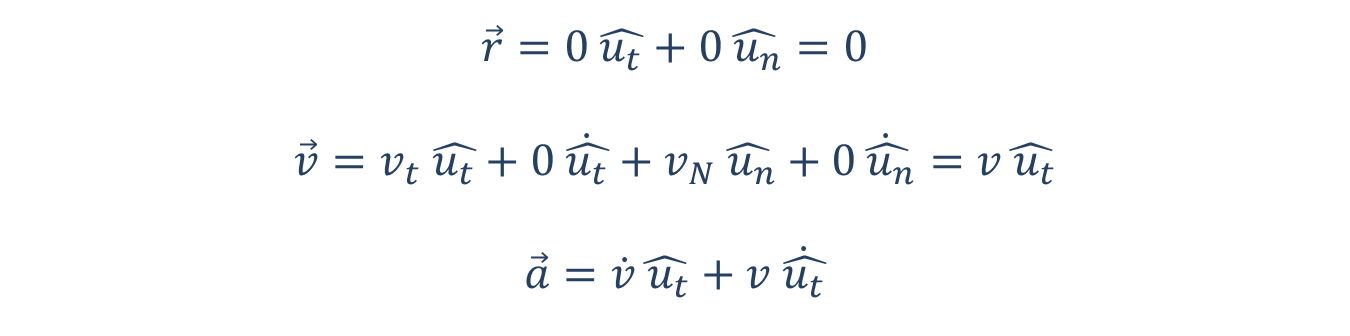 r⃗ = 0 û_t + 0 û_n = 0
v⃗ = v_t û_t + 0 û̇_t + v_N û_n + 0 û̇_n = v û_t
a⃗ = v̇ û_t + v û̇_t